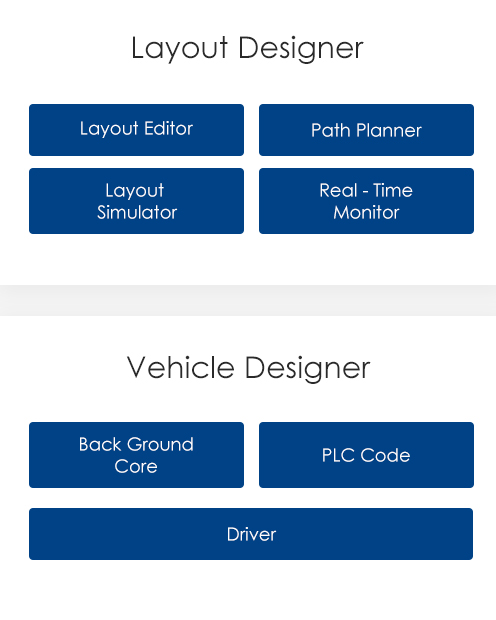 Layout Designer
Layout Editor
Path Planner
Layout
Simulator
Real - Time
Monitor
Vehicle Designer
Back Ground
Core
PLC Code
Driver